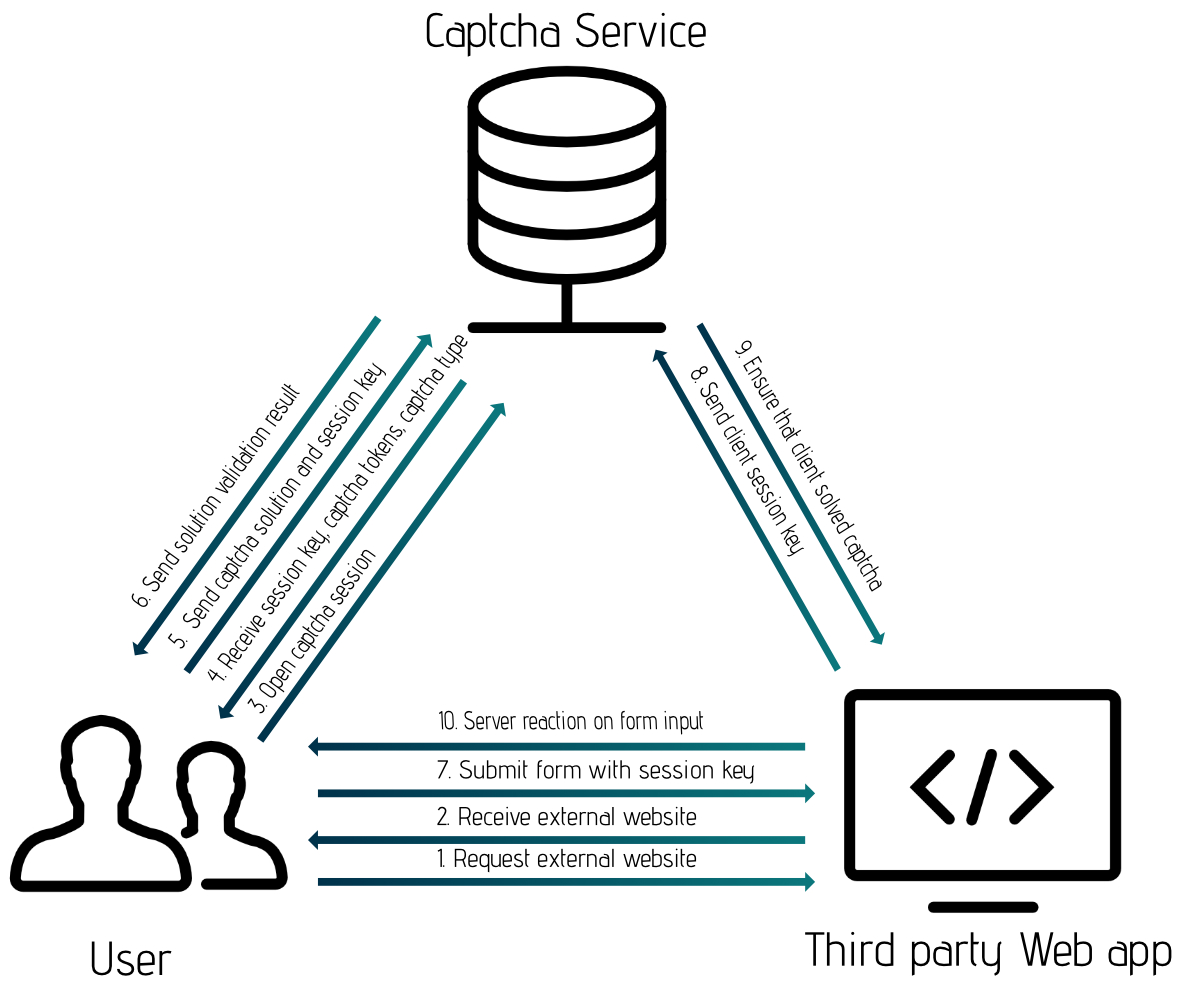 Captcha Service
6. Send solution validation result
5. Send captcha solution and session key
4. Receive session key, captcha tokens, captcha type
3. Open captcha session
9. Ensure that client solved captcha
8. Send client session key
10. Server reaction on form input
7. Submit form with session key
2. Receive external website
1. Request external website
User
Third party Web app